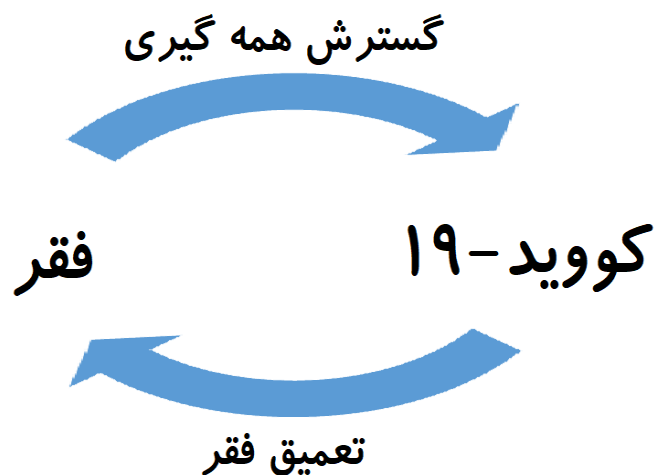 گسترش همه گیری
کووید-۱۹
فقر
تعمیق فقر